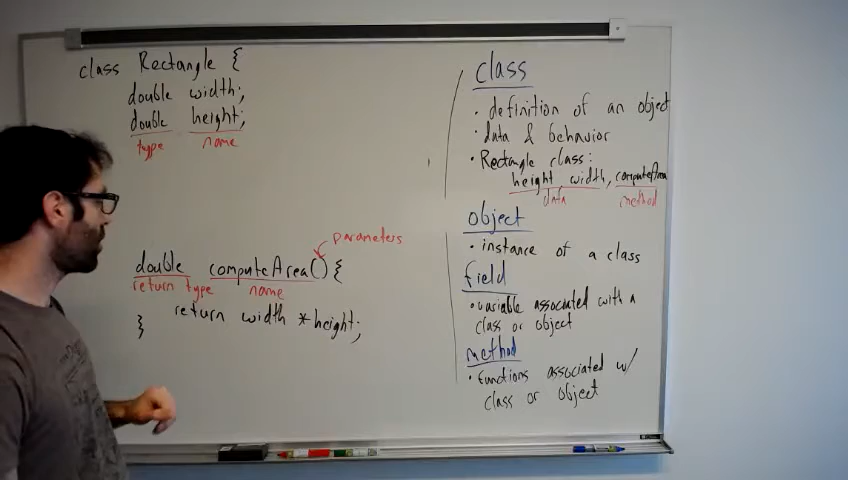 class Rectangle {
double width;
double height;
type name
parameters
double computeArea() {
return type name
return width * height;
}
class
• definition of an object
• data & behavior
• Rectangle class:
height, width, computeArea
data method
object
• instance of a class
field
• variable associated with a
class or object
method
• functions associated w/
class or object